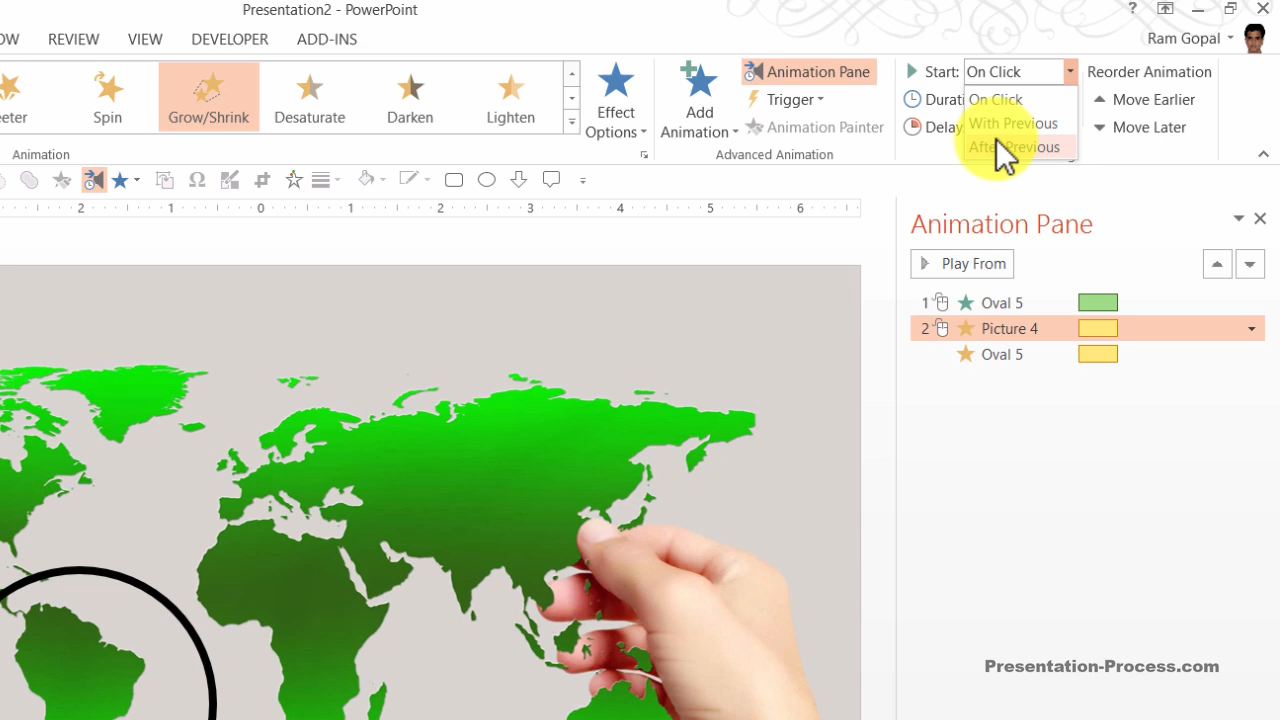 Presentation2 - PowerPoint
?
OW REVIEW VIEW DEVELOPER ADD-INS
Ram Gopal
eeter
Spin
Grow/Shrink
Desaturate
Darken
Lighten
Effect
Options
Add
Animation
Animation Pane
Trigger
Animation Painter
Start: On Click
Durati
Delay
On Click
With Previous
After Previous
Reorder Animation
Move Earlier
Move Later
Animation
Advanced Animation
2 1 0 1 2 3 4 5 6
Animation Pane
Play From
1 Oval 5
2 Picture 4
Oval 5
Presentation-Process.com